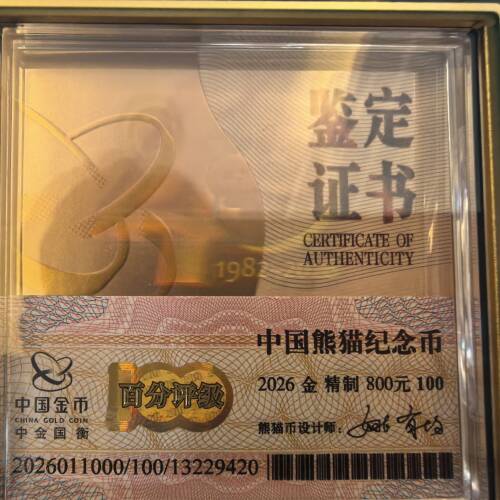 鉴定
证书
CERTIFICATE OF
AUTHENTICITY
中国熊猫纪念币
2026 金 精制 800元 100
百分评级
中国金币
CHINA GOLD COIN
中金国衡
熊猫币设计师:
2026011000/100/13229420